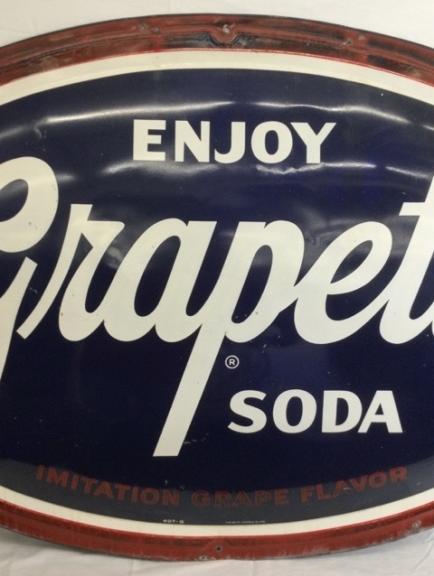 ENJOY
Grapet
®
SODA
IMITATION GRAPE FLAVOR